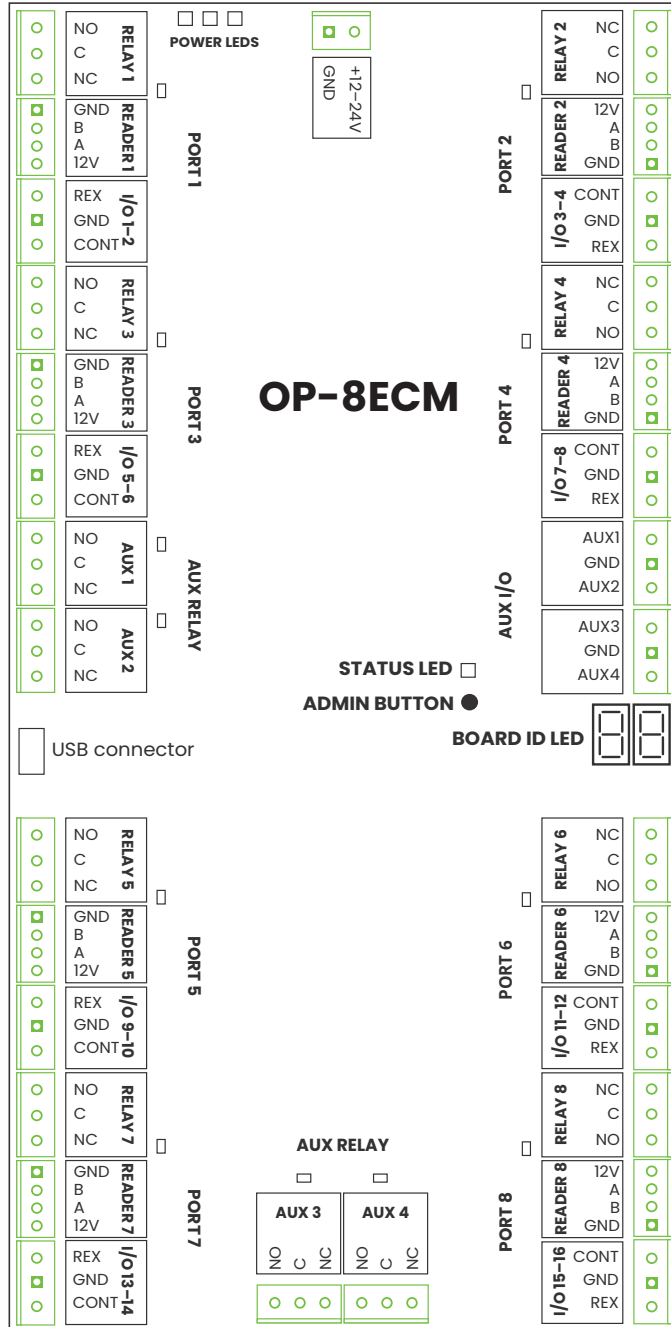 POWER LEDS
GND
+12-24V
NO
C
NC
RELAY 1
GND
B
A
12V
READER 1
REX
GND
CONT
I/O 1-2
PORT 1
NC
C
NO
RELAY 2
12V
A
B
GND
READER 2
CONT
GND
REX
I/O 3-4
PORT 2
NO
C
NC
RELAY 3
GND
B
A
12V
READER 3
REX
GND
CONT
I/O 5-6
PORT 3
OP-8ECM
NC
C
NO
RELAY 4
12V
A
B
GND
READER 4
CONT
GND
REX
I/O 7-8
PORT 4
NO
C
NC
AUX 1
NO
C
NC
AUX 2
AUX RELAY
AUX1
GND
AUX2
AUX3
GND
AUX4
AUX I/O
STATUS LED
ADMIN BUTTON
BOARD ID LED
88
USB connector
NO
C
NC
RELAY 5
GND
B
A
12V
READER 5
REX
GND
CONT
I/O 9-10
PORT 5
NC
C
NO
RELAY 6
12V
A
B
GND
READER 6
CONT
GND
REX
I/O 11-12
PORT 6
NO
C
NC
RELAY 7
GND
B
A
12V
READER 7
REX
GND
CONT
I/O 13-14
PORT 7
AUX RELAY
AUX 3
NO
C
NC
AUX 4
NO
C
NC
NC
C
NO
RELAY 8
12V
A
B
GND
READER 8
CONT
GND
REX
I/O 15-16
PORT 8